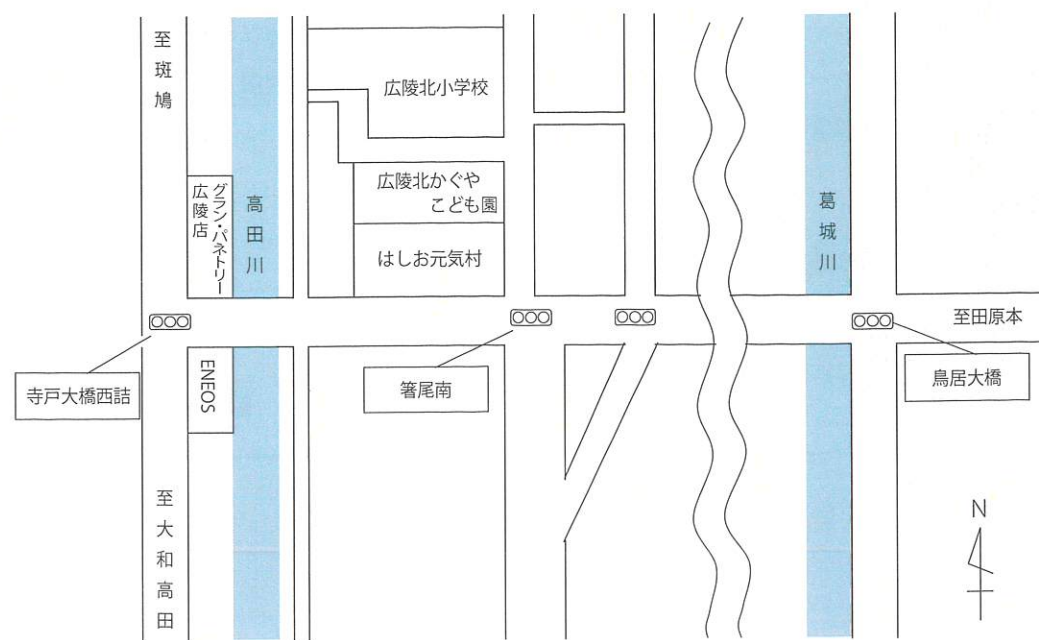 至斑鳩
広陵北小学校
広陵北かぐや
こども園
はしお元気村
グラン・パネトリー
広陵店
高田川
葛城川
至田原本
寺戸大橋西詰
ENEOS
箸尾南
鳥居大橋
至大和高田
N